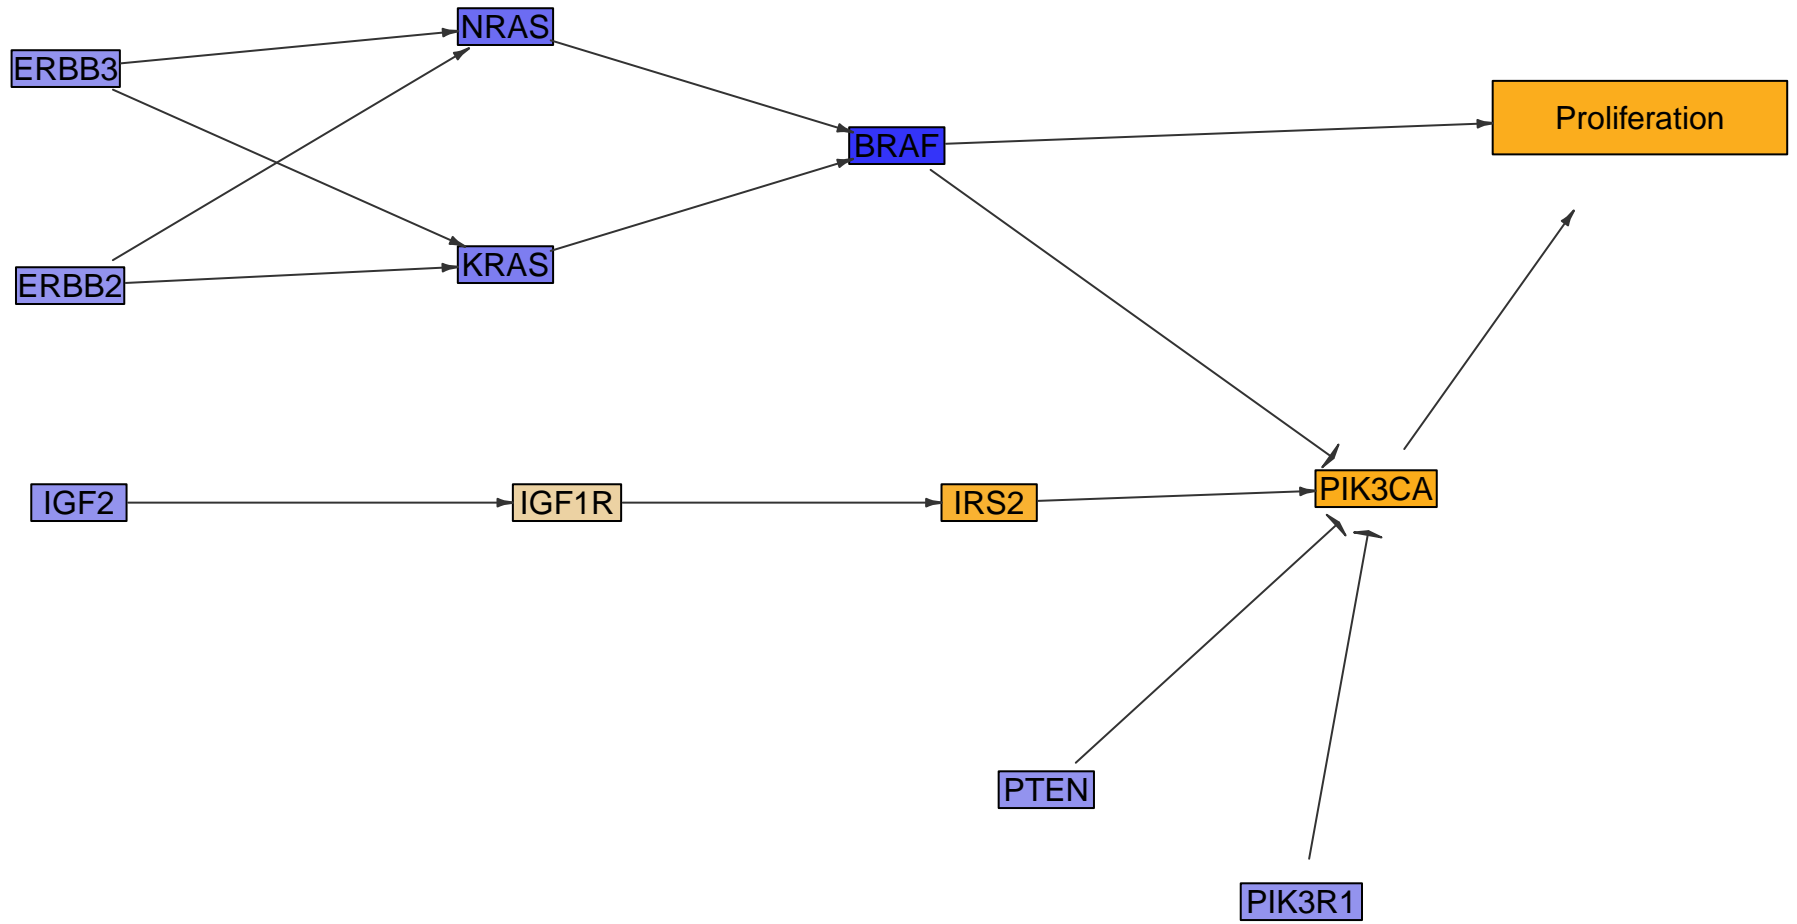 NRAS
ERBB3
Proliferation
BRAF
KRAS
ERBB2
IGF2
IGF1R
IRS2
PIK3CA
PTEN
PIK3R1